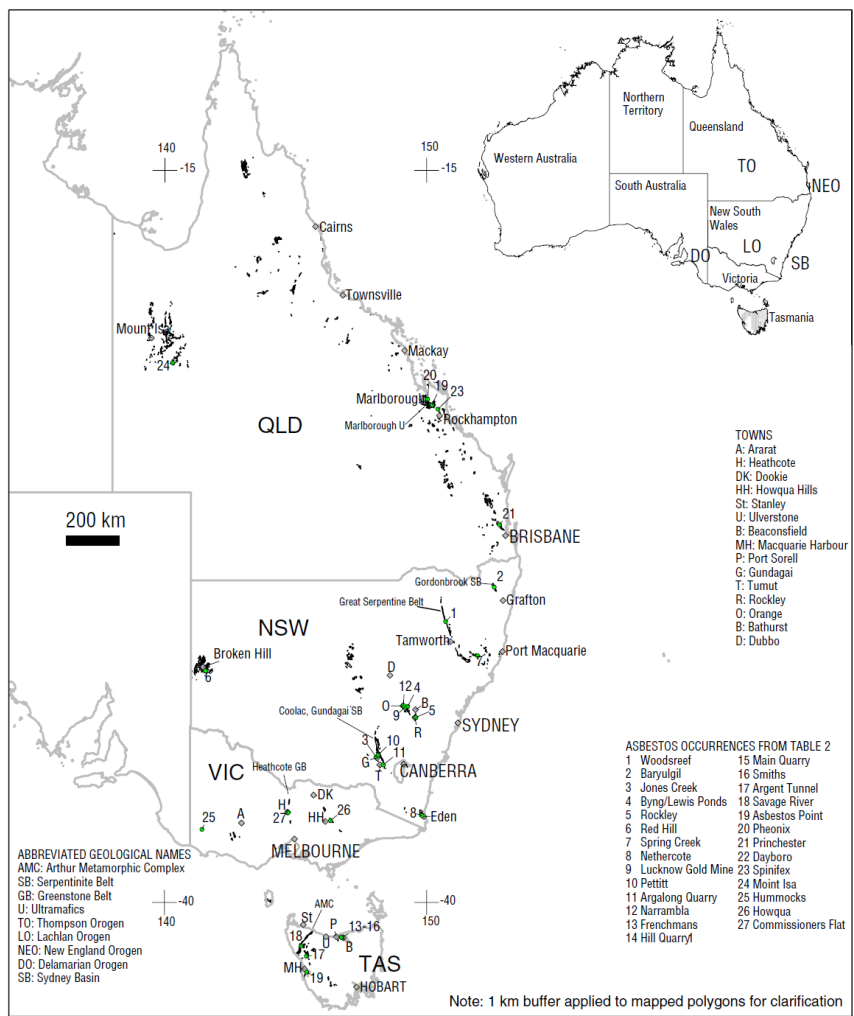 140
-15
150
-15
Cairns
Townsville
Mount Isa
24
Mackay
20
19
23
Marlborough
Marlborough U
Rockhampton
QLD
200 km
21
BRISBANE
2
Gordonbrook SB
Grafton
Great Serpentine Belt
1
NSW
Tamworth
7
Port Macquarie
Broken Hill
6
D
12 4
O
B
9
5
R
SYDNEY
Coolac, Gundagai SB
3
10
G
11
T
CANBERRA
VIC
Heathcote GB
DK
H
27
HH
26
8
Eden
25
A
MELBOURNE
-40
140
-40
150
AMC
St
P
13-16
18
U
B
17
TAS
MH
19
HOBART
Northern
Territory
Queensland
Western Australia
TO
South Australia
NEO
New South
Wales
LO
DO
SB
Victoria
Tasmania
TOWNS
A: Ararat
H: Heathcote
DK: Dookie
HH: Howqua Hills
St: Stanley
U: Ulverstone
B: Beaconsfield
MH: Macquarie Harbour
P: Port Sorell
G: Gundagai
T: Tumut
R: Rockley
O: Orange
B: Bathurst
D: Dubbo
ASBESTOS OCCURRENCES FROM TABLE 2
1 Woodsreef
2 Baryulgil
3 Jones Creek
4 Byng/Lewis Ponds
5 Rockley
6 Red Hill
7 Spring Creek
8 Nethercote
9 Lucknow Gold Mine
10 Pettitt
11 Argalong Quarry
12 Narrambla
13 Frenchmans
14 Hill Quarryl
15 Main Quarry
16 Smiths
17 Argent Tunnel
18 Savage River
19 Asbestos Point
20 Pheonix
21 Princhester
22 Dayboro
23 Spinifex
24 Moint Isa
25 Hummocks
26 Howqua
27 Commissioners Flat
ABBREVIATED GEOLOGICAL NAMES
AMC: Arthur Metamorphic Complex
SB: Serpentinite Belt
GB: Greenstone Belt
U: Ultramafics
TO: Thompson Orogen
LO: Lachlan Orogen
NEO: New England Orogen
DO: Delamarian Orogen
SB: Sydney Basin
Note: 1 km buffer applied to mapped polygons for clarification